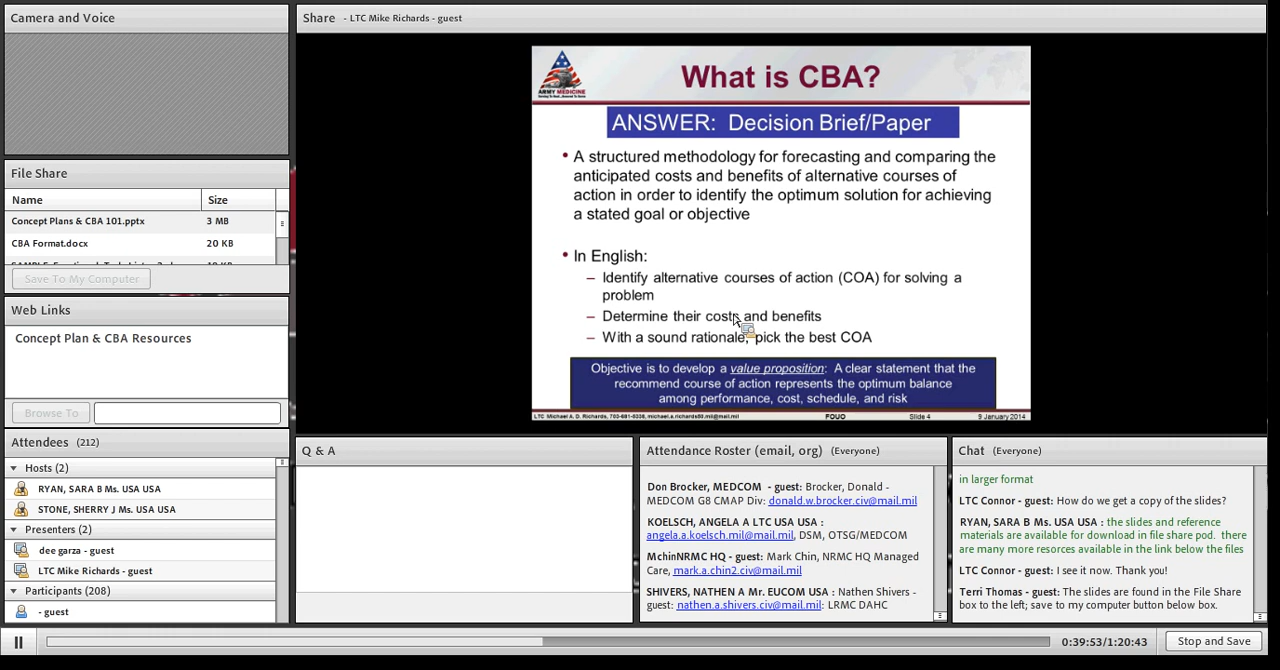 Camera and Voice
Share - LTC Mike Richards - guest
ARMY MEDICINE
What is CBA?
ANSWER: Decision Brief/Paper
• A structured methodology for forecasting and comparing the
anticipated costs and benefits of alternative courses of
action in order to identify the optimum solution for achieving
a stated goal or objective
• In English:
– Identify alternative courses of action (COA) for solving a
problem
– Determine their costs and benefits
– With a sound rationale, pick the best COA
Objective is to develop a value proposition: A clear statement that the
recommend course of action represents the optimum balance
among performance, cost, schedule, and risk
LTC Michael A. D. Richards, 703-681-5038, michael.a.richards50.mil@mail.mil FOUO Slide 4 9 January 2014
File Share
Name Size
Concept Plans & CBA 101.pptx 3 MB
CBA Format.docx 20 KB
Save To My Computer
Web Links
Concept Plan & CBA Resources
Browse To
Attendees (212)
Hosts (2)
RYAN, SARA B Ms. USA USA
STONE, SHERRY J Ms. USA USA
Presenters (2)
dee garza - guest
LTC Mike Richards - guest
Participants (208)
- guest
Q & A
Attendance Roster (email, org) (Everyone)
Don Brocker, MEDCOM - guest: Brocker, Donald -
MEDCOM G8 CMAP Div: donald.w.brocker.civ@mail.mil
KOELSCH, ANGELA A LTC USA USA :
angela.a.koelsch.mil@mail.mil, DSM, OTSG/MEDCOM
MchinNRMC HQ - guest: Mark Chin, NRMC HQ Managed
Care, mark.a.chin2.civ@mail.mil
SHIVERS, NATHEN A Mr. EUCOM USA : Nathen Shivers -
guest: nathen.a.shivers.civ@mail.mil: LRMC DAHC
Chat (Everyone)
in larger format
LTC Connor - guest: How do we get a copy of the slides?
RYAN, SARA B Ms. USA USA : the slides and reference
materials are available for download in file share pod. there
are many more resorces available in the link below the files
LTC Connor - guest: I see it now. Thank you!
Terri Thomas - guest: The slides are found in the File Share
box to the left; save to my computer button below box.
0:39:53/1:20:43
Stop and Save